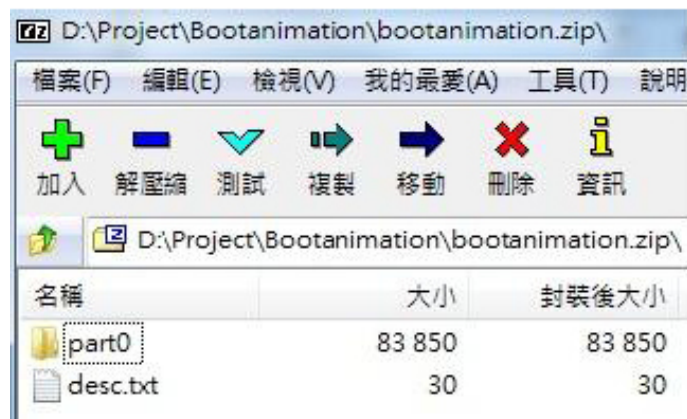 D:\Project\Bootanimation\bootanimation.zip\
檔案(F) 編輯(E) 檢視(V) 我的最愛(A) 工具(T) 說明
加入 解壓縮 測試 複製 移動 刪除 資訊
D:\Project\Bootanimation\bootanimation.zip\
名稱 大小 封裝後大小
part0 83 850 83 850
desc.txt 30 30